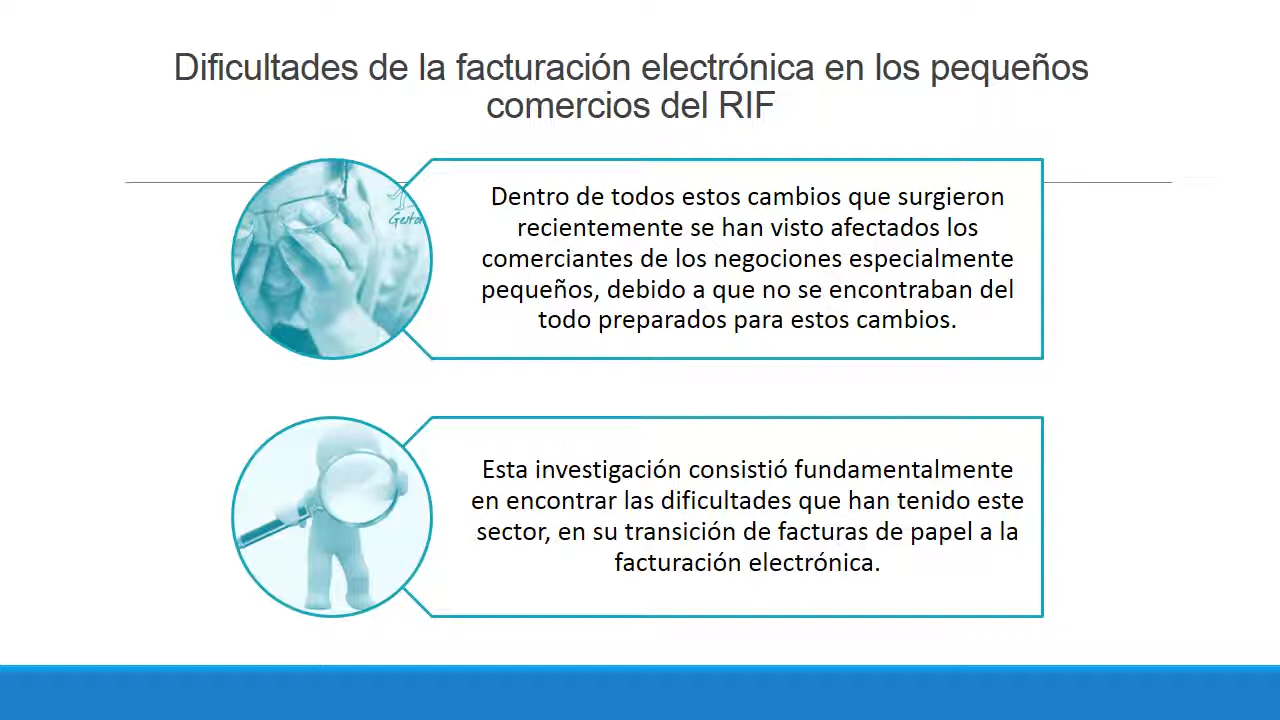 Dificultades de la facturación electrónica en los pequeños
comercios del RIF
Dentro de todos estos cambios que surgieron
recientemente se han visto afectados los
comerciantes de los negociones especialmente
pequeños, debido a que no se encontraban del
todo preparados para estos cambios.
Esta investigación consistió fundamentalmente
en encontrar las dificultades que han tenido este
sector, en su transición de facturas de papel a la
facturación electrónica.